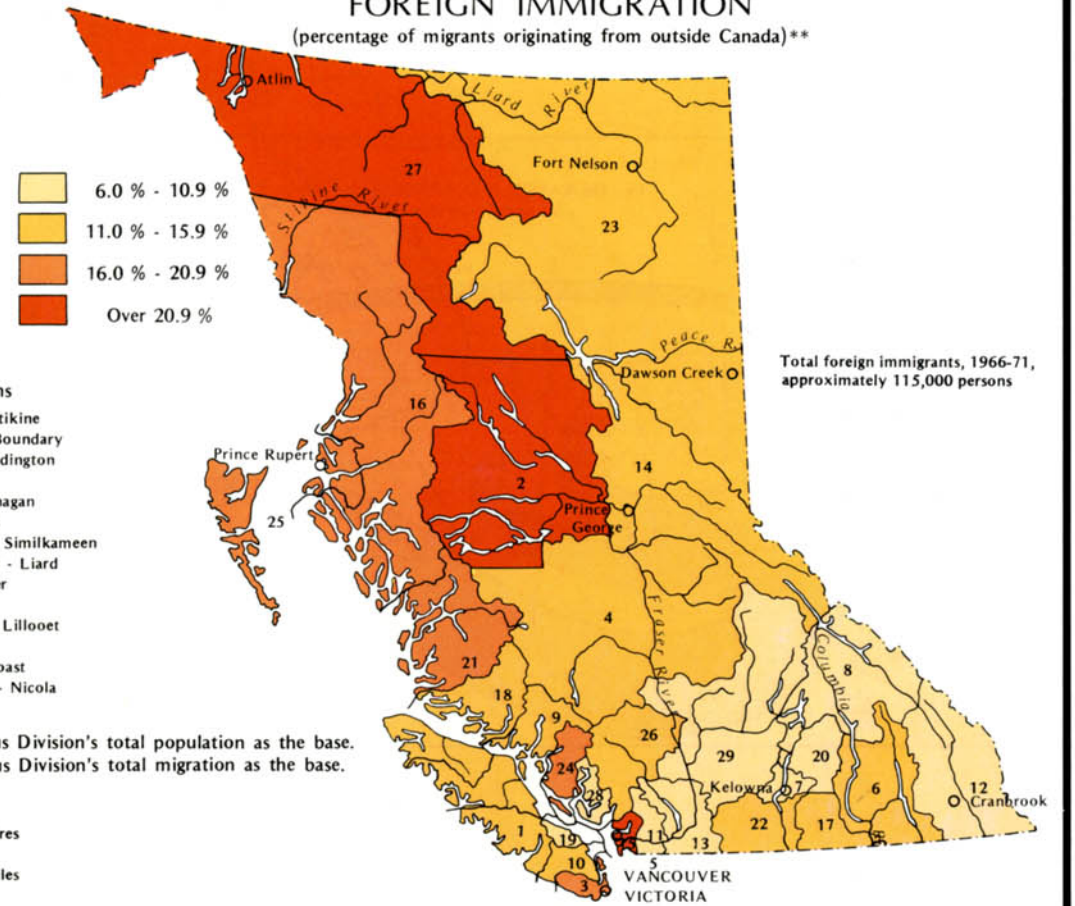 FOREIGN IMMIGRATION
(percentage of migrants originating from outside Canada)**
Atlin
Liard River
Fort Nelson
27
6.0 % - 10.9 %
11.0 % - 15.9 %
16.0 % - 20.9 %
Over 20.9 %
Stikine River
23
Peace R.
Dawson Creek
Total foreign immigrants, 1966-71,
approximately 115,000 persons
ns
tikine
Boundary
dington
nagan
Similkameen
- Liard
r
Lillooet
oast
- Nicola
16
Prince Rupert
14
2
25
Prince
George
4
Fraser River
Columbia
8
21
18
9
26
24
29
20
28
Kelowna
7
6
12
Cranbrook
1
19
11
13
22
17
10
3
5
VANCOUVER
VICTORIA
us Division's total population as the base.
us Division's total migration as the base.
res
les